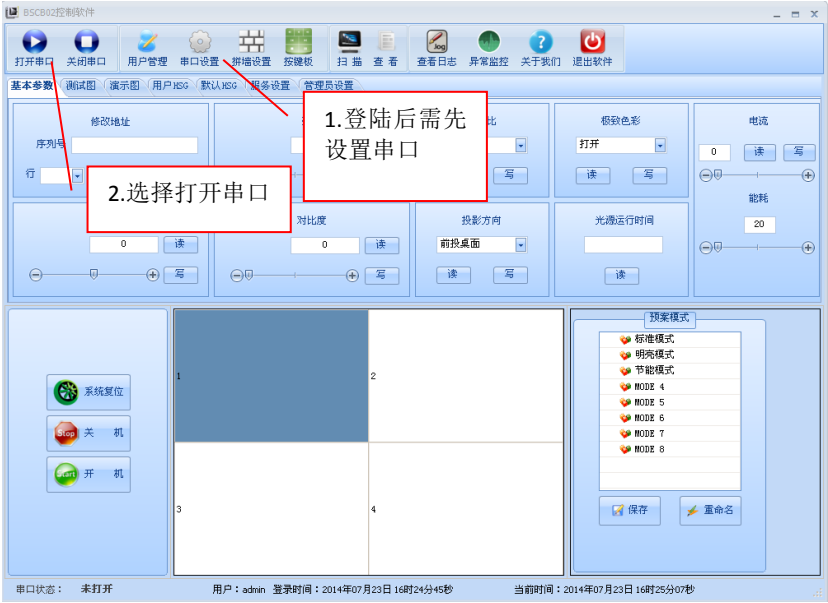 BSCB02控制软件
打开串口 关闭串口 用户管理 串口设置 拼墙设置 按键板 扫 描 查 看 查看日志 异常监控 关于我们 退出软件
基本参数 测试图 演示图 用户MSG 默认MSG 服务设置 管理员设置
修改地址
序列号
行
1.登陆后需先
设置串口
2.选择打开串口
比
写
极致色彩
打开
读 写
电流
0 读 写
能耗
20
0 读
写
对比度
0 读
写
投影方向
前投桌面
读 写
光源运行时间
读
系统复位
Stop 关 机
Start 开 机
1
2
3
4
预案模式
标准模式
明亮模式
节能模式
MODE 4
MODE 5
MODE 6
MODE 7
MODE 8
保存 重命名
串口状态： 未打开 用户：admin 登录时间：2014年07月23日16时24分45秒 当前时间：2014年07月23日16时25分07秒